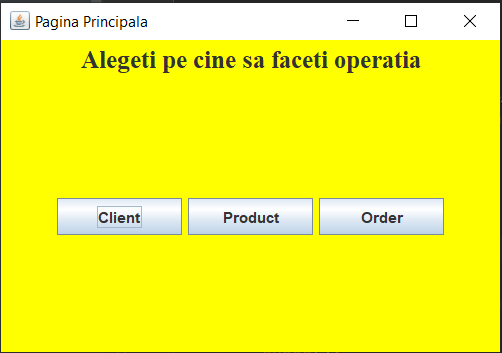 Pagina Principala
Alegeti pe cine sa faceti operatia
Client Product Order